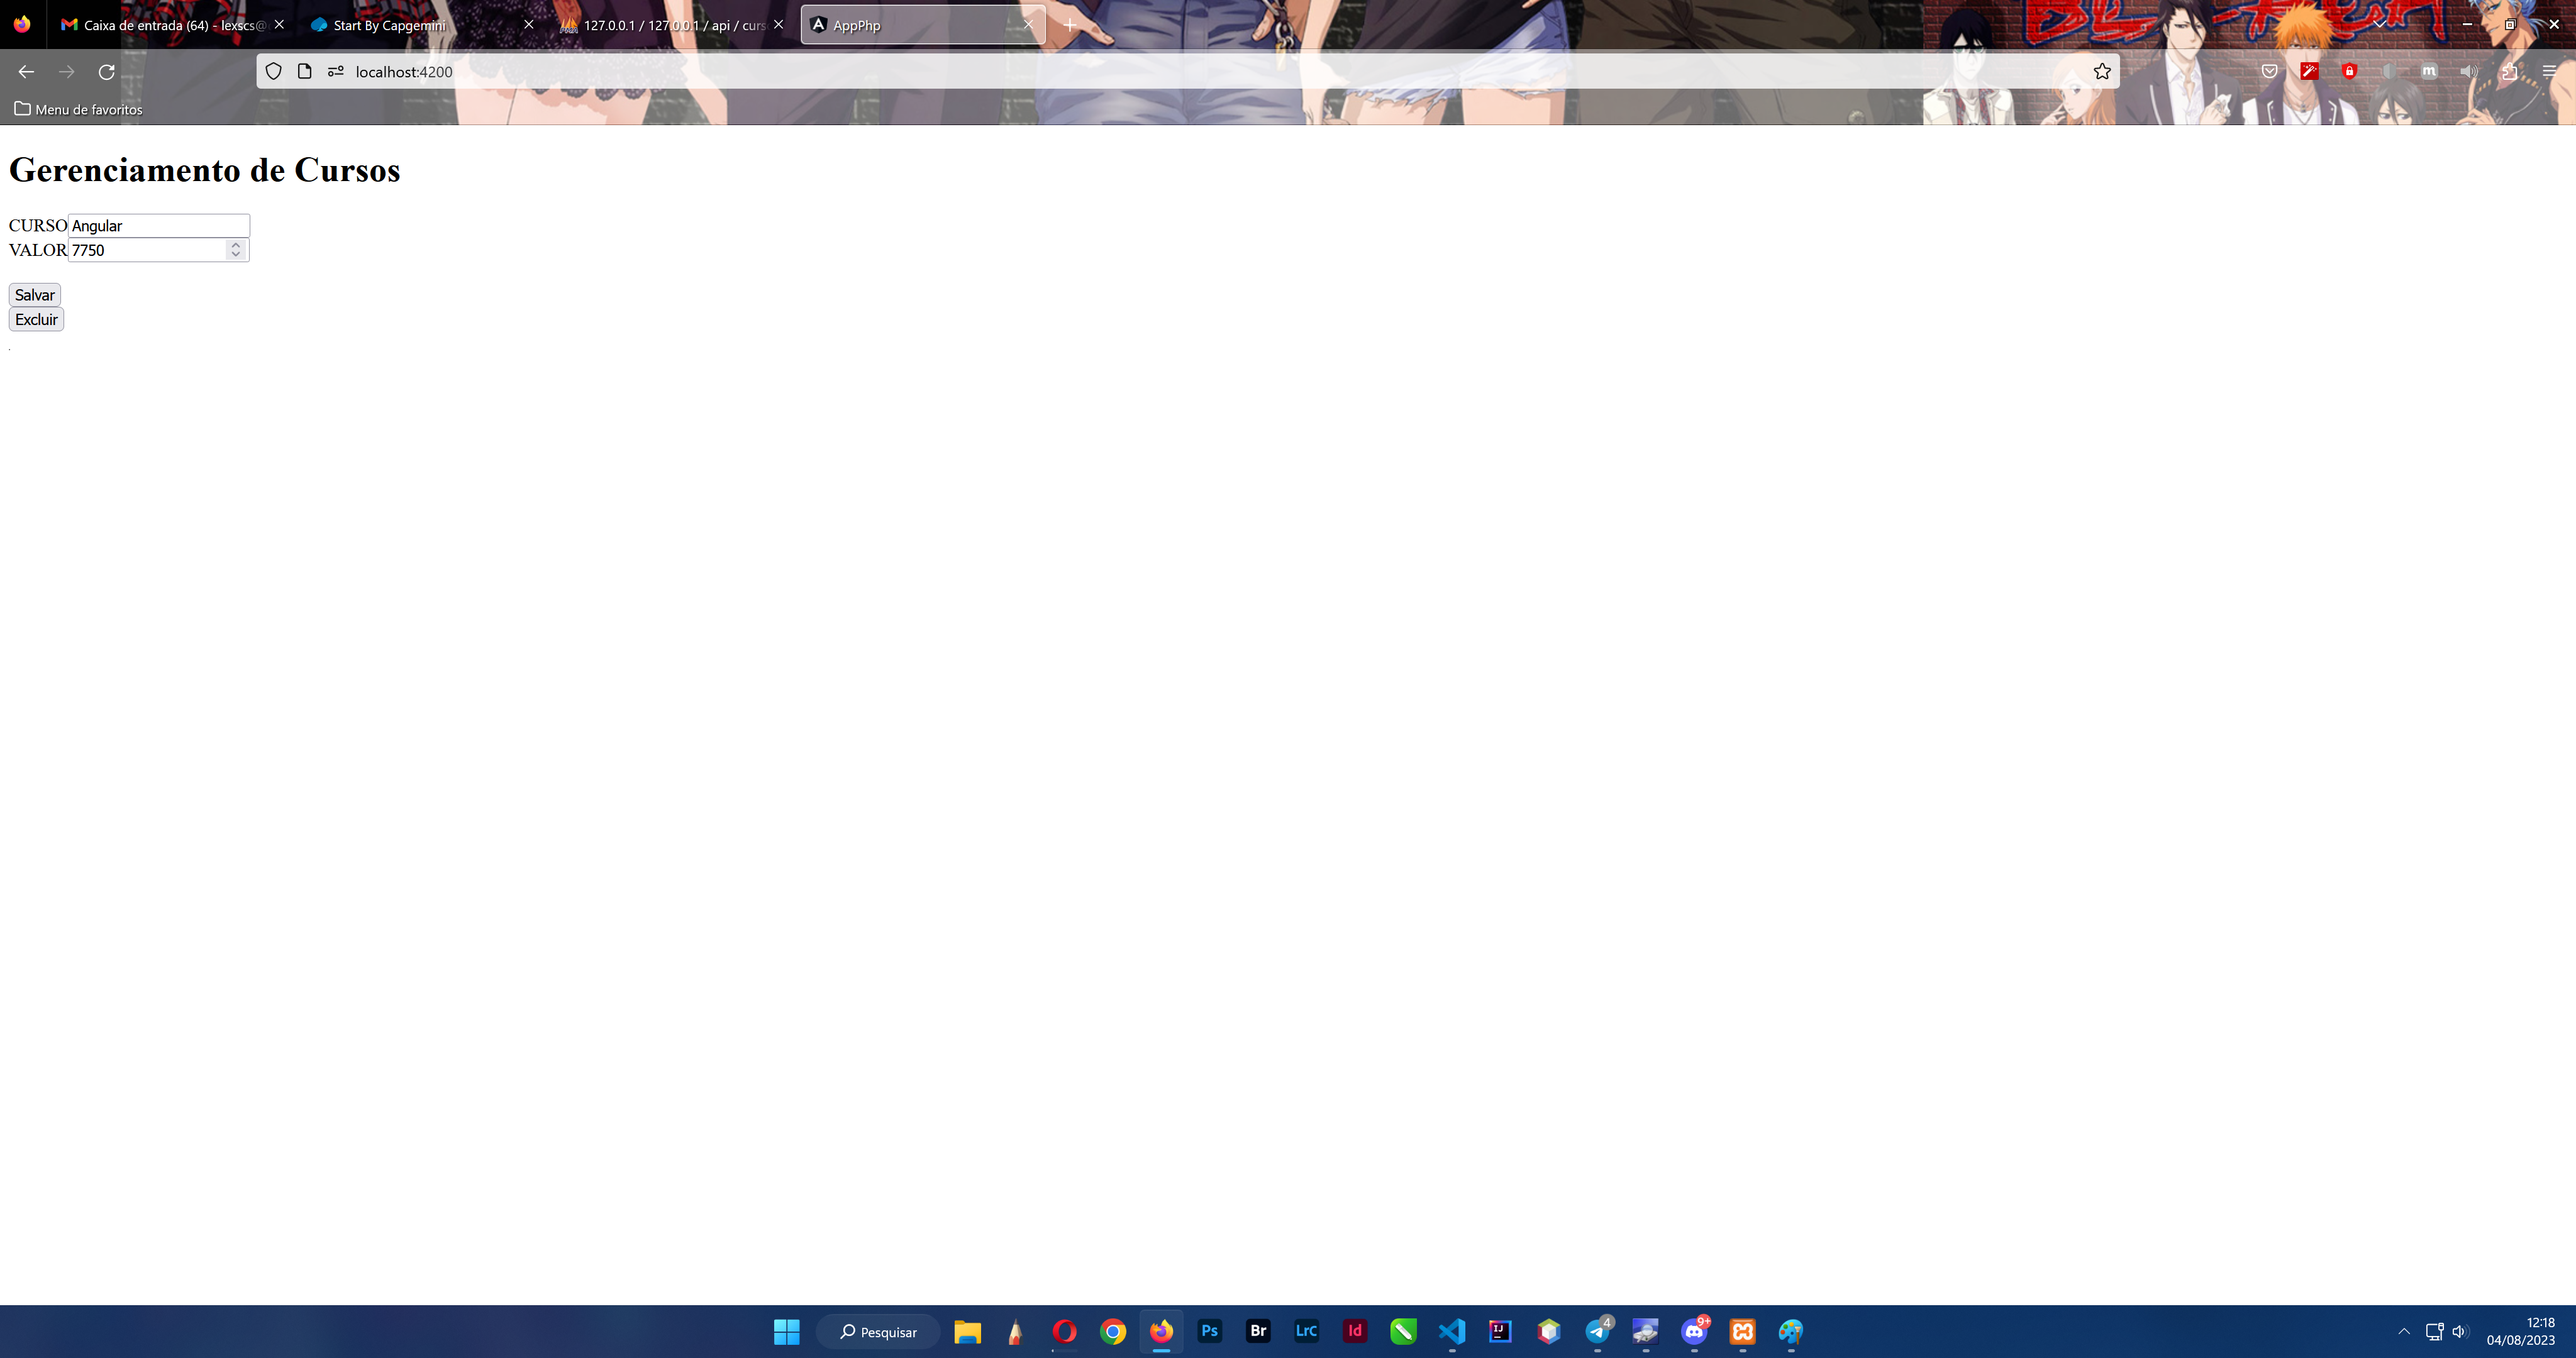 Caixa de entrada (64) - lexscs@
Start By Capgemini
127.0.0.1 / 127.0.0.1 / api / curs
AppPhp
localhost:4200
Menu de favoritos
Gerenciamento de Cursos
CURSO Angular
VALOR 7750
Salvar
Excluir
Pesquisar
Ps
Br
LrC
Id
IJ
4
9+
12:18
04/08/2023